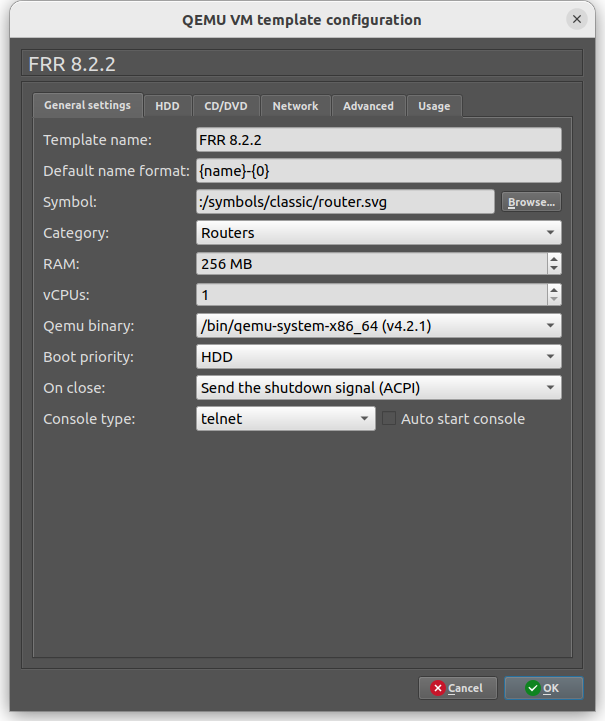 QEMU VM template configuration
FRR 8.2.2
General settings HDD CD/DVD Network Advanced Usage
Template name: FRR 8.2.2
Default name format: {name}-{0}
Symbol: :/symbols/classic/router.svg Browse...
Category: Routers
RAM: 256 MB
vCPUs: 1
Qemu binary: /bin/qemu-system-x86_64 (v4.2.1)
Boot priority: HDD
On close: Send the shutdown signal (ACPI)
Console type: telnet Auto start console
Cancel OK